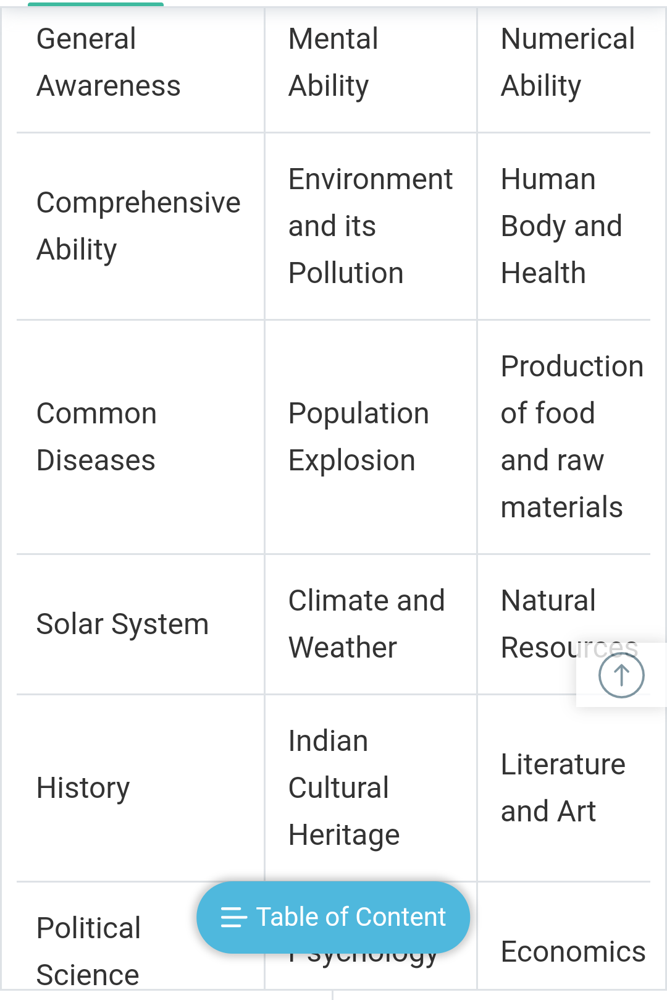 General
Awareness
Mental
Ability
Numerical
Ability
Comprehensive
Ability
Environment
and its
Pollution
Human
Body and
Health
Common
Diseases
Population
Explosion
Production
of food
and raw
materials
Solar System
Climate and
Weather
Natural
Resources
History
Indian
Cultural
Heritage
Literature
and Art
Political
Science
Psychology
Economics
Table of Content